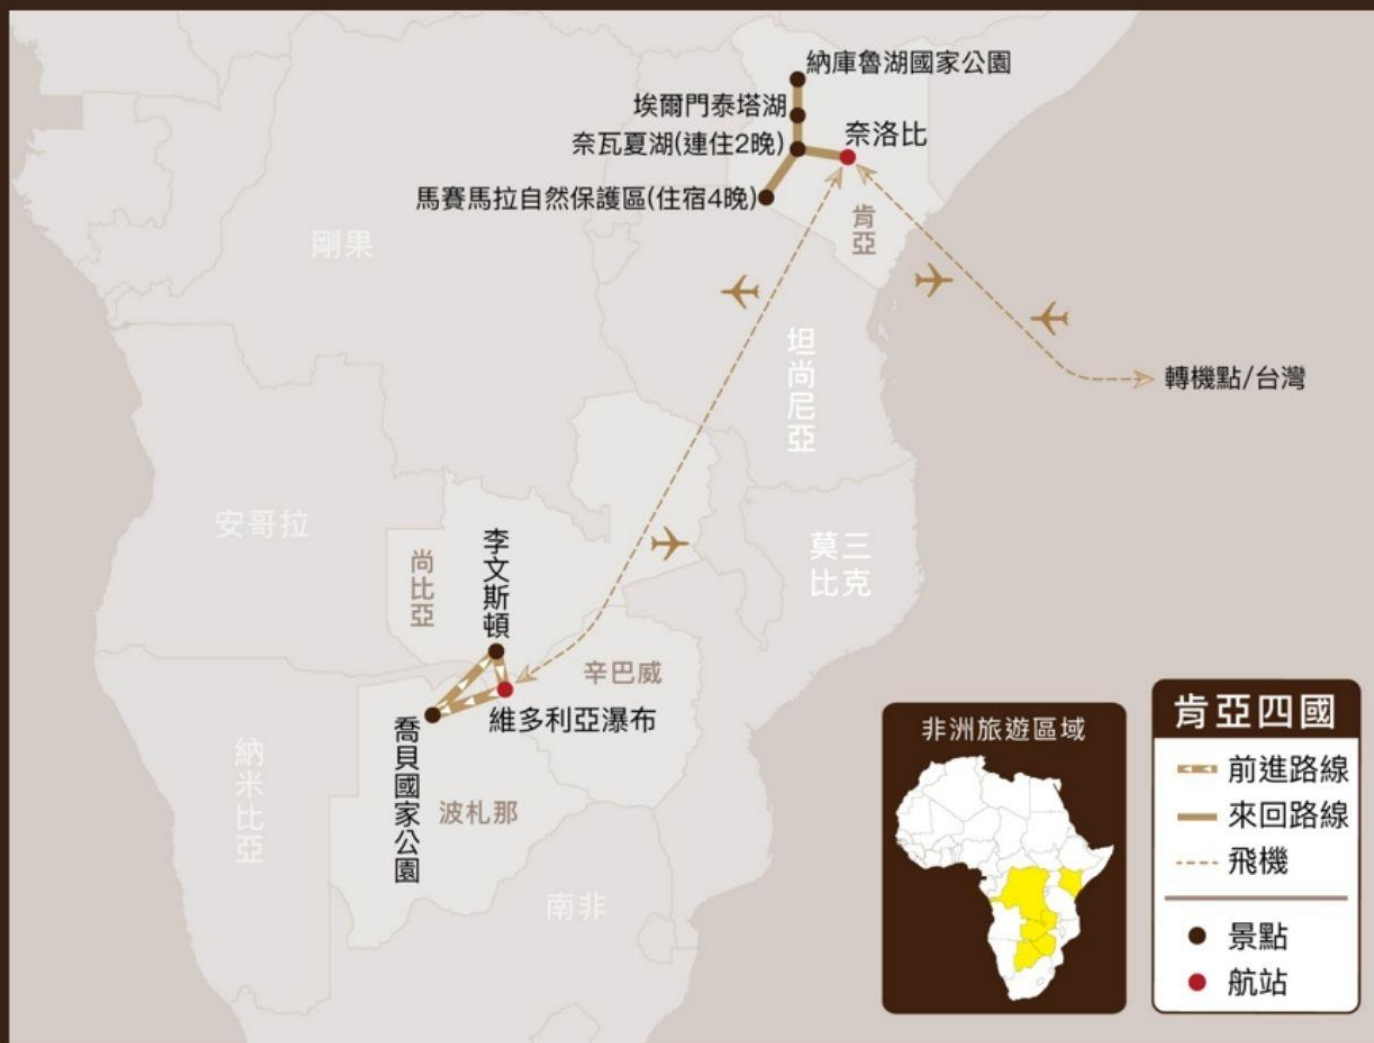 納庫魯湖國家公園
埃爾門泰塔湖
奈瓦夏湖(連住2晚)
奈洛比
馬賽馬拉自然保護區(住宿4晚)
肯亞
剛果
坦尚尼亞
轉機點/台灣
安哥拉
尚比亞
李文斯頓
莫三
比克
辛巴威
維多利亞瀑布
喬貝國家公園
納米比亞
波札那
南非
非洲旅遊區域
肯亞四國
前進路線
來回路線
飛機
景點
航站